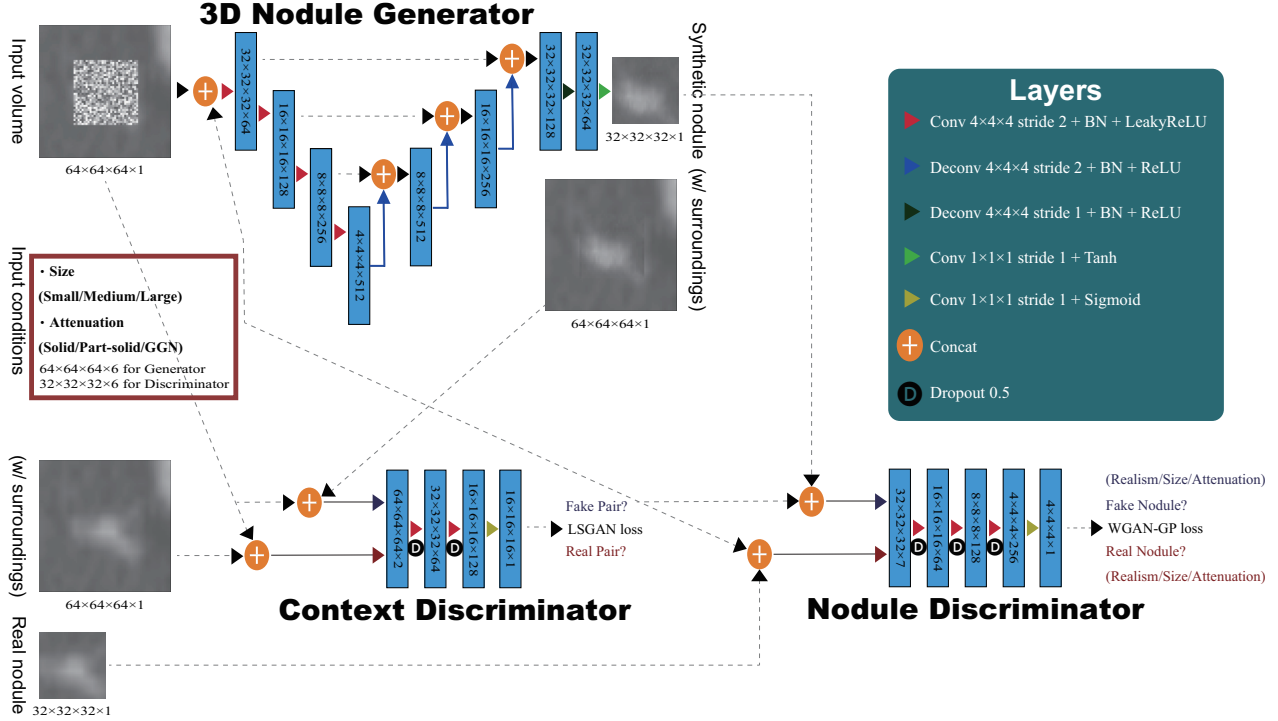 3D Nodule Generator
Input volume
64×64×64×1
32×32×32×64
16×16×16×128
8×8×8×256
4×4×4×512
8×8×8×512
16×16×16×256
32×32×32×128
32×32×32×64
32×32×32×1
Synthetic nodule (w/ surroundings)
64×64×64×1
Layers
Conv 4×4×4 stride 2 + BN + LeakyReLU
Deconv 4×4×4 stride 2 + BN + ReLU
Deconv 4×4×4 stride 1 + BN + ReLU
Conv 1×1×1 stride 1 + Tanh
Conv 1×1×1 stride 1 + Sigmoid
Concat
D Dropout 0.5
Input conditions
· Size
(Small/Medium/Large)
· Attenuation
(Solid/Part-solid/GGN)
64×64×64×6 for Generator
32×32×32×6 for Discriminator
(w/ surroundings)
64×64×64×1
Real nodule
32×32×32×1
64×64×64×2
D
32×32×32×64
D
16×16×16×128
16×16×16×1
Fake Pair?
LSGAN loss
Real Pair?
Context Discriminator
32×32×32×7
D
16×16×16×64
D
8×8×8×128
D
4×4×4×256
4×4×4×1
(Realism/Size/Attenuation)
Fake Nodule?
WGAN-GP loss
Real Nodule?
(Realism/Size/Attenuation)
Nodule Discriminator